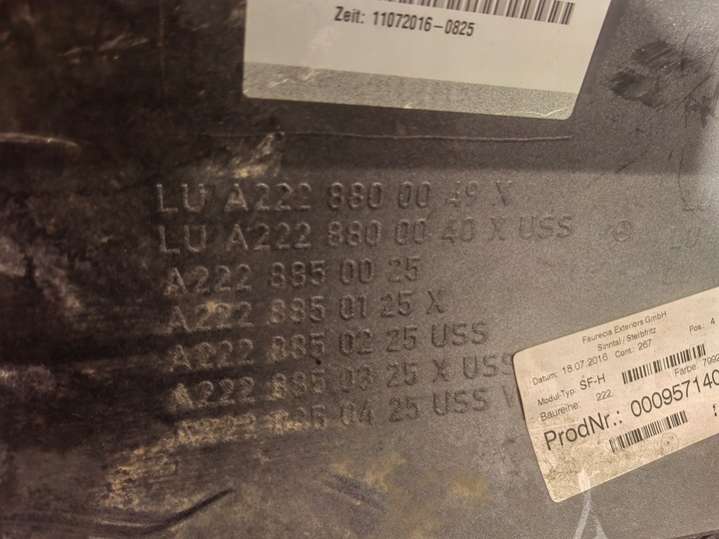 Zeit: 11072016-0825
LU A222 880 00 49 X
LU A222 880 00 40 X USS
A222 885 00 25
A222 885 01 25 X
A222 885 02 25 USS
A222 885 03 25 X USS
885 04 25 USS
Faurecia Exteriors GmbH
Sinntal / Sterbfritz
Pos.: 4
Datum: 18.07.2016 Cont.: 267
Modul-Typ: SF-H
Farbe:
Baureihe: 222.
ProdNr.: 000957140